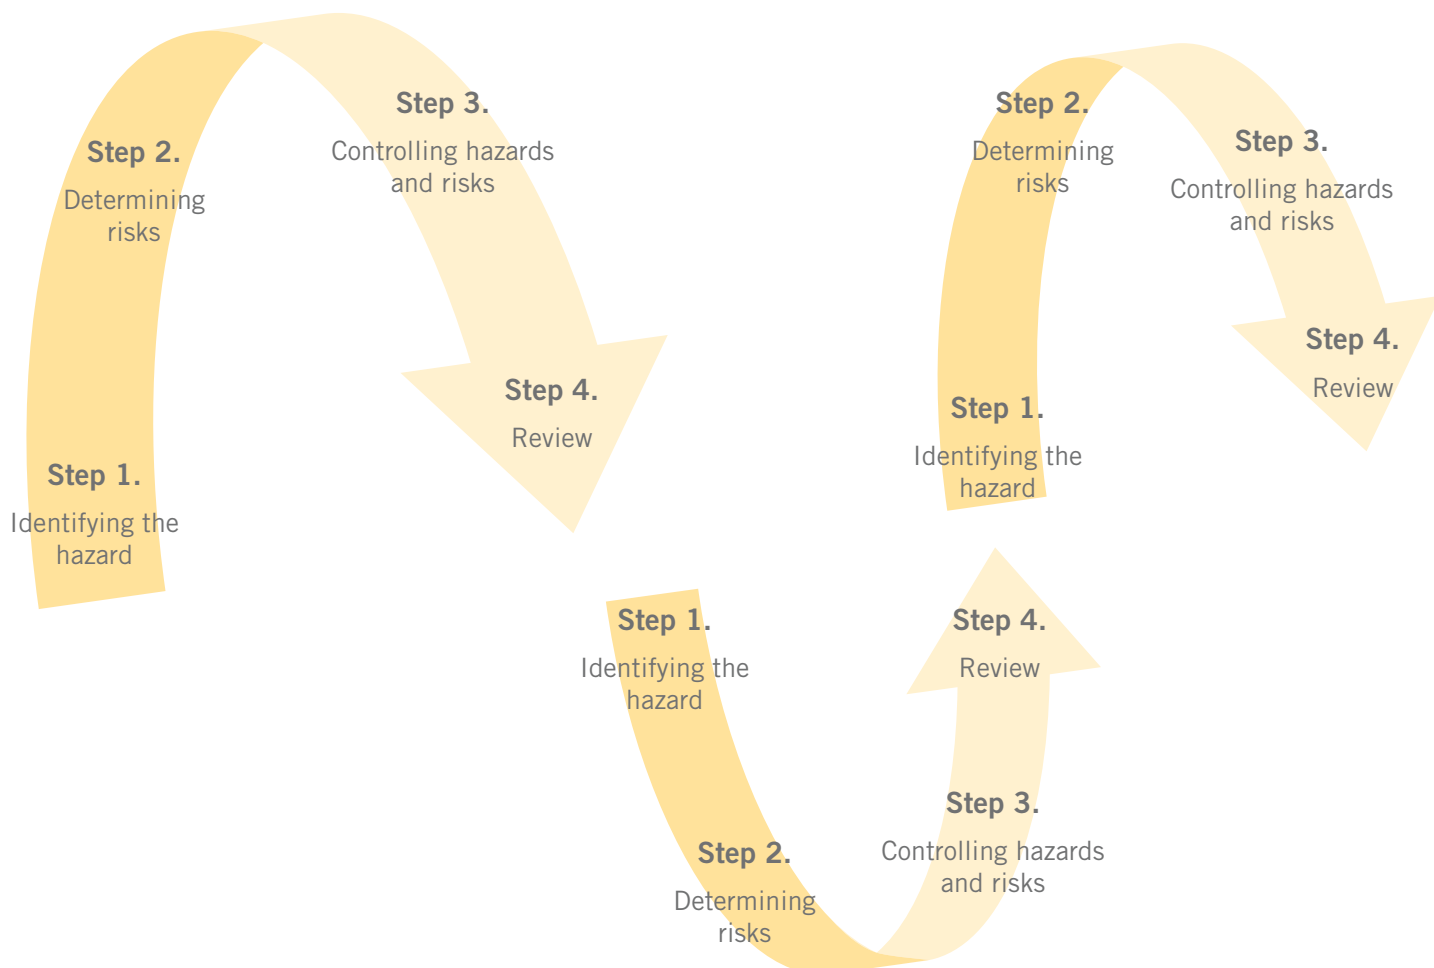 Step 1.
Identifying the
hazard
Step 2.
Determining
risks
Step 3.
Controlling hazards
and risks
Step 4.
Review
Step 1.
Identifying the
hazard
Step 2.
Determining
risks
Step 3.
Controlling hazards
and risks
Step 4.
Review
Step 1.
Identifying the
hazard
Step 2.
Determining
risks
Step 3.
Controlling hazards
and risks
Step 4.
Review